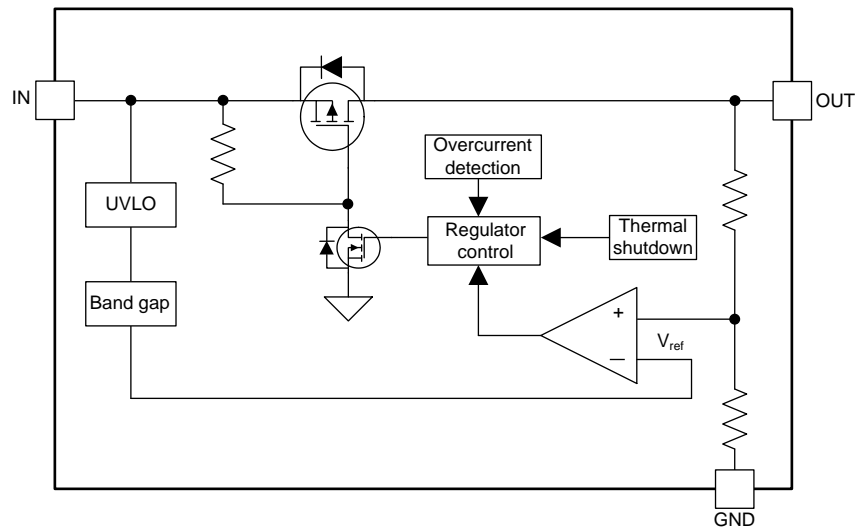 IN
OUT
Overcurrent
detection
UVLO
Regulator
control
Thermal
shutdown
Band gap
+
Vref
−
GND